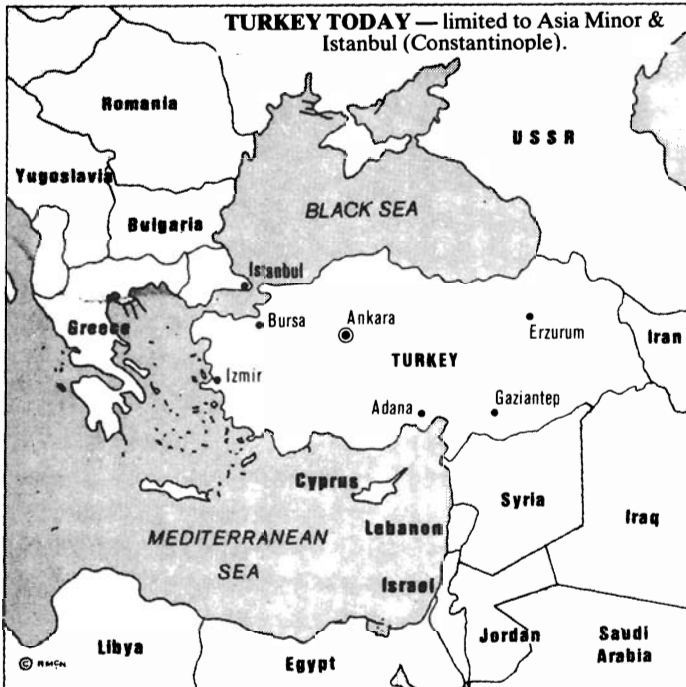 TURKEY TODAY — limited to Asia Minor &
Istanbul (Constantinople).
Romania
USSR
Yugoslavia
Bulgaria
BLACK SEA
Istanbul
Greece
Bursa
Ankara
Erzurum
Iran
TURKEY
Izmir
Adana
Gaziantep
Cyprus
Syria
Iraq
Lebanon
MEDITERRANEAN
SEA
Israel
Jordan
Saudi
Arabia
Libya
Egypt
© RMCN